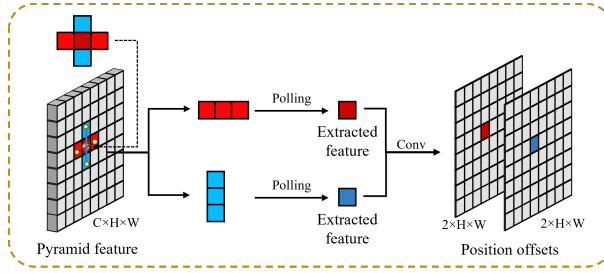 Polling
Extracted
feature
Conv
Polling
Extracted
feature
C×H×W
Pyramid feature
2×H×W
2×H×W
Position offsets